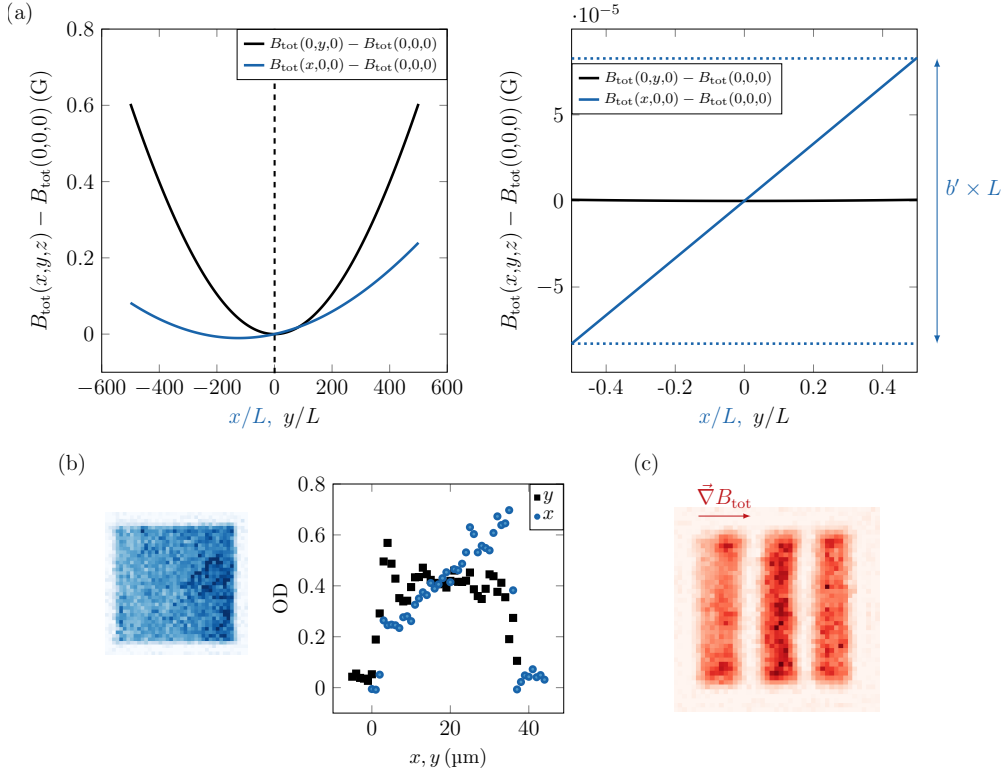 (a)
B_tot(x,y,z) − B_tot(0,0,0) (G)
0.8
0.6
0.4
0.2
0
B_tot(0,y,0) − B_tot(0,0,0)
B_tot(x,0,0) − B_tot(0,0,0)
−600 −400 −200 0 200 400 600
x/L, y/L
·10⁻⁵
B_tot(x,y,z) − B_tot(0,0,0) (G)
5
0
−5
B_tot(0,y,0) − B_tot(0,0,0)
B_tot(x,0,0) − B_tot(0,0,0)
b′ × L
-0.4 -0.2 0 0.2 0.4
x/L, y/L
(b)
OD
0.8
0.6
0.4
0.2
0
y
x
0 20 40
x, y (µm)
(c)
∇⃗B_tot